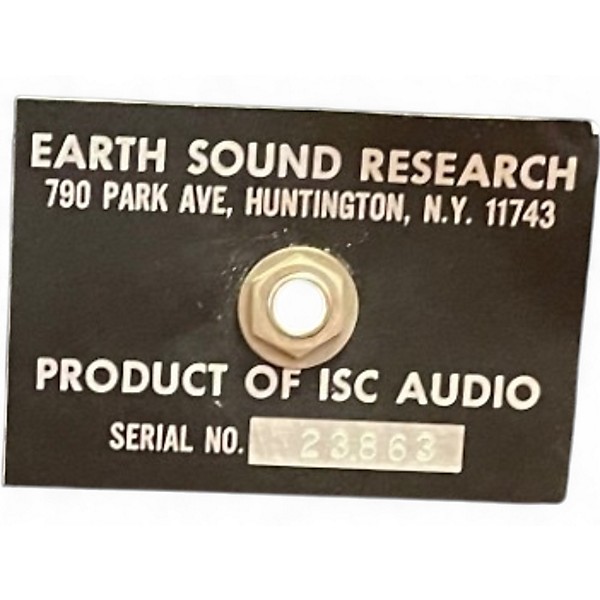 EARTH SOUND RESEARCH
790 PARK AVE, HUNTINGTON, N.Y. 11743
PRODUCT OF ISC AUDIO
SERIAL NO. 23863